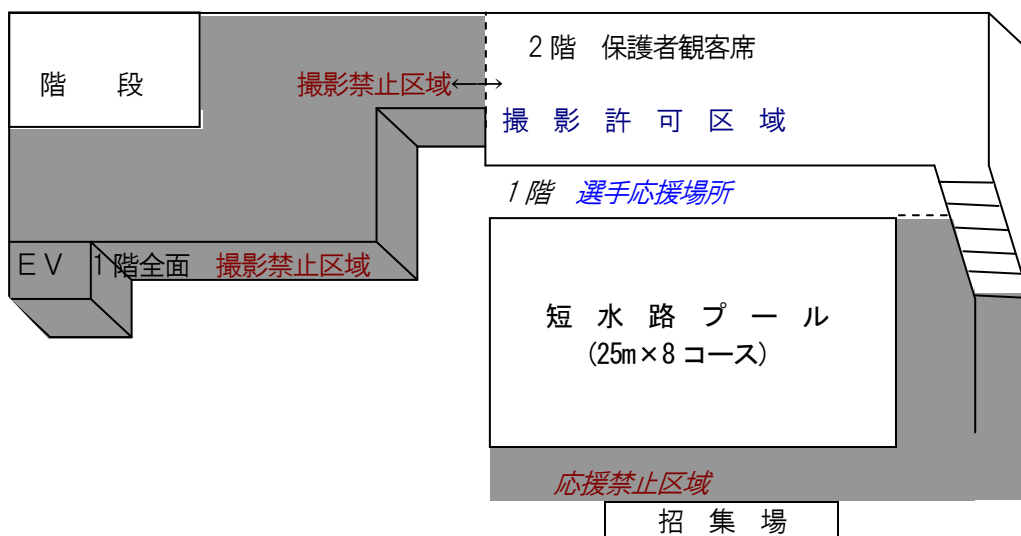 2階 保護者観客席
階 段
撮影禁止区域←→
撮 影 許 可 区 域
1階 選手応援場所
EV 1階全面 撮影禁止区域
短 水 路 プ ー ル
(25m×8コース)
応援禁止区域
招 集 場